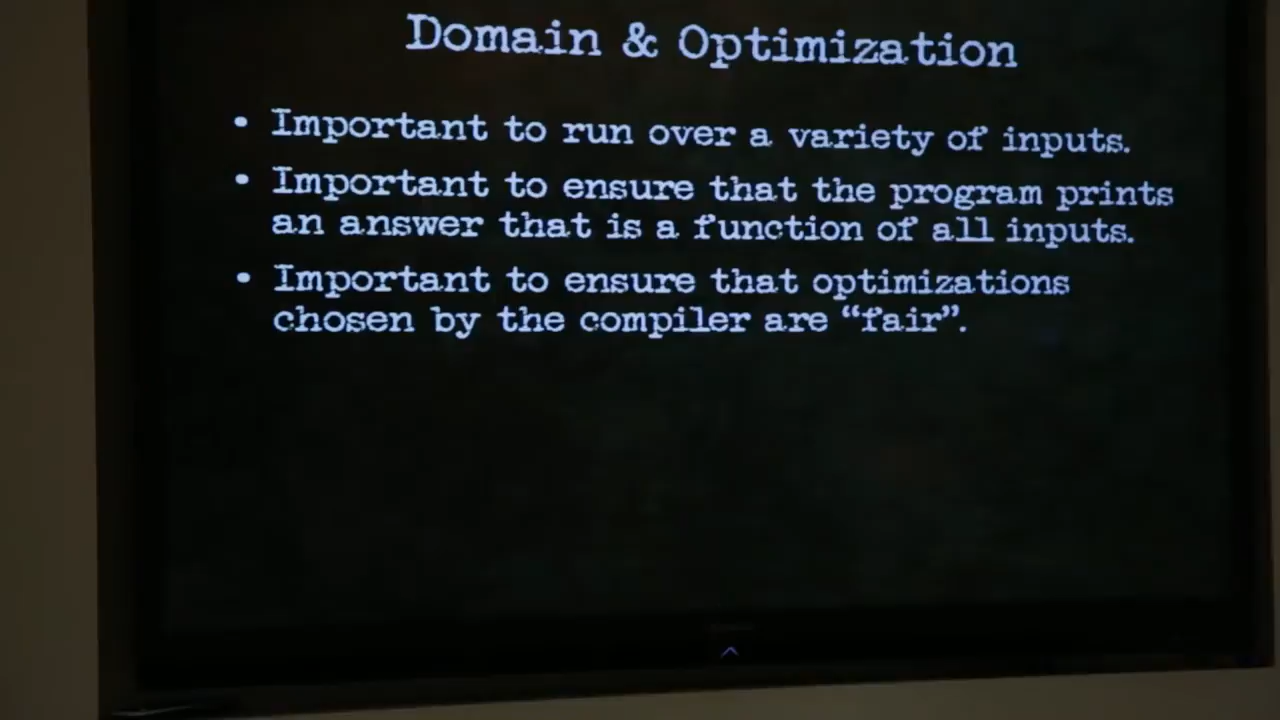 Domain & Optimization
• Important to run over a variety of inputs.
• Important to ensure that the program prints
an answer that is a function of all inputs.
• Important to ensure that optimizations
chosen by the compiler are “fair”.